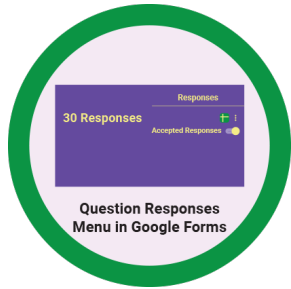 Responses
30 Responses
Accepted Responses
Question Responses
Menu in Google Forms